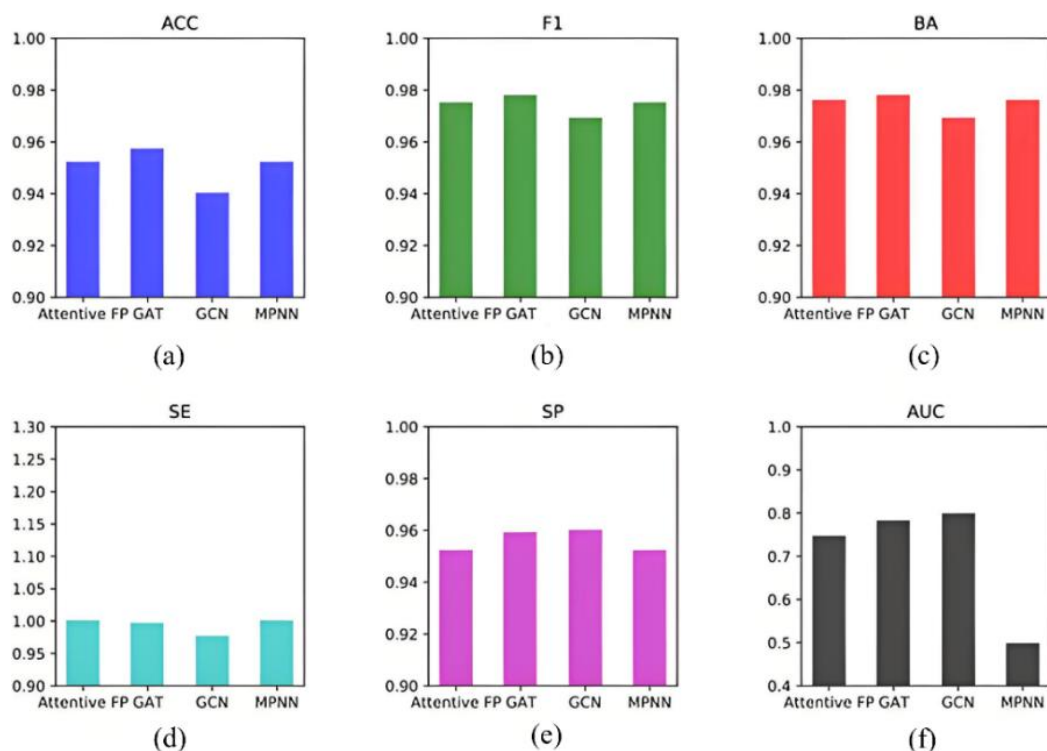 ACC
1.00
0.98
0.96
0.94
0.92
0.90
Attentive FP GAT GCN MPNN
(a)
F1
1.00
0.98
0.96
0.94
0.92
0.90
Attentive FP GAT GCN MPNN
(b)
BA
1.00
0.98
0.96
0.94
0.92
0.90
Attentive FP GAT GCN MPNN
(c)
SE
1.30
1.25
1.20
1.15
1.10
1.05
1.00
0.95
0.90
Attentive FP GAT GCN MPNN
(d)
SP
1.00
0.98
0.96
0.94
0.92
0.90
Attentive FP GAT GCN MPNN
(e)
AUC
1.0
0.9
0.8
0.7
0.6
0.5
0.4
Attentive FP GAT GCN MPNN
(f)